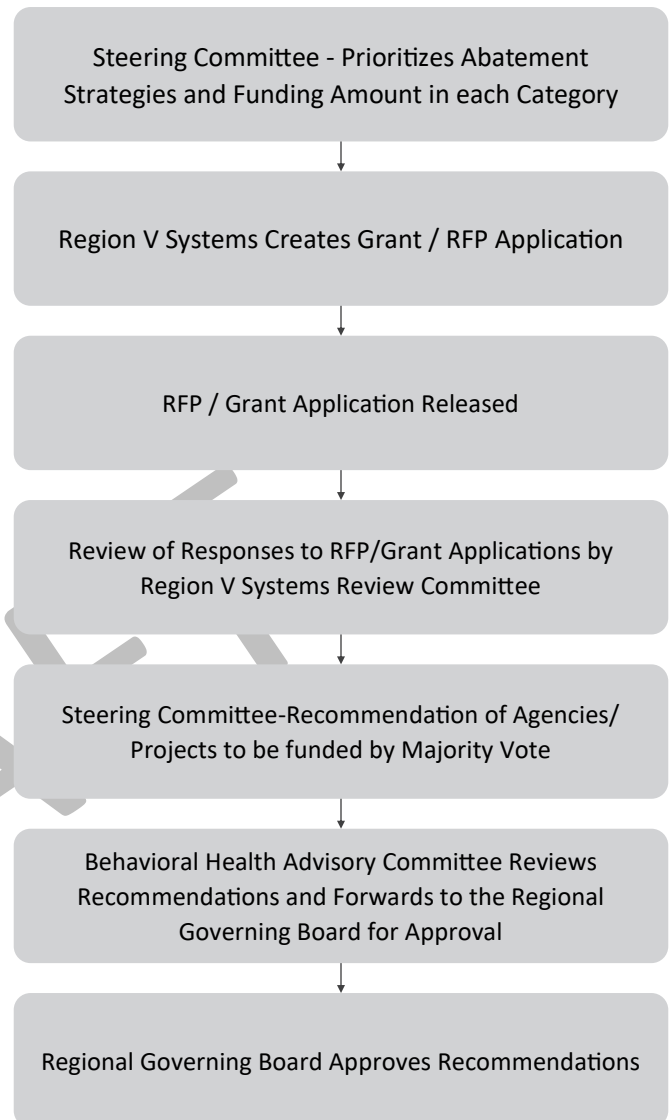 Steering Committee - Prioritizes Abatement
Strategies and Funding Amount in each Category
Region V Systems Creates Grant / RFP Application
RFP / Grant Application Released
Review of Responses to RFP/Grant Applications by
Region V Systems Review Committee
Steering Committee-Recommendation of Agencies/
Projects to be funded by Majority Vote
Behavioral Health Advisory Committee Reviews
Recommendations and Forwards to the Regional
Governing Board for Approval
Regional Governing Board Approves Recommendations